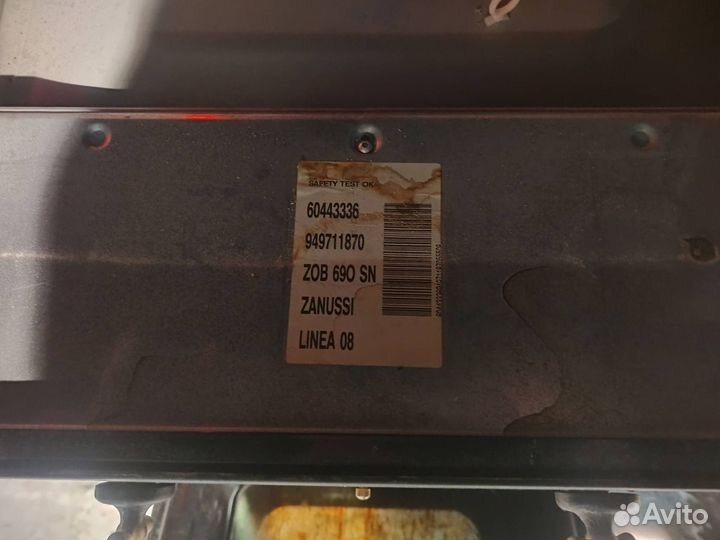 SAFETY TEST OK
60443336
949711870
ZOB 690 SN
ZANUSSI
LINEA 08
Avito